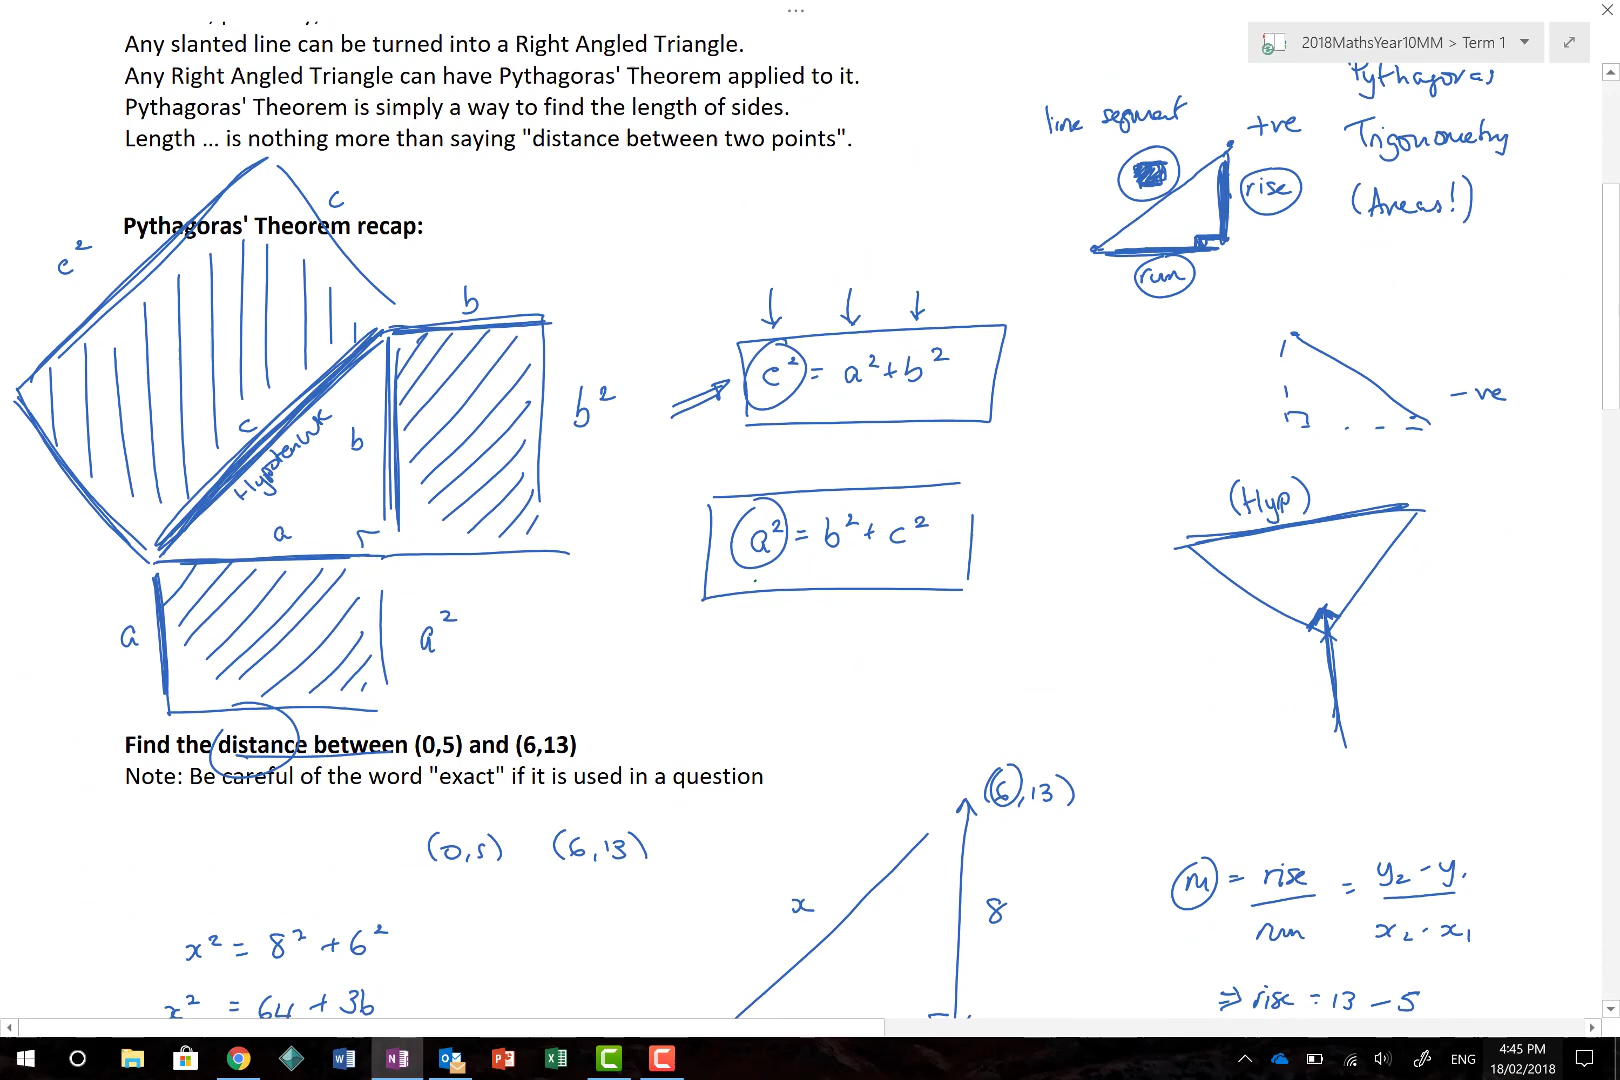 2018MathsYear10MM > Term 1
Any slanted line can be turned into a Right Angled Triangle.
Any Right Angled Triangle can have Pythagoras' Theorem applied to it.
Pythagoras' Theorem is simply a way to find the length of sides.
Length ... is nothing more than saying "distance between two points".
line segment
+ve
rise
run
Pythagoras
Trigonometry
(Areas!)
Pythagoras' Theorem recap:
c
c²
b
c² = a² + b²
- ve
c
Hypotenuse
b
b²
a
a² = b² + c²
(Hyp)
a
a²
Find the distance between (0,5) and (6,13)
Note: Be careful of the word "exact" if it is used in a question
(0,5) (6,13)
(6,13)
x
8
m = rise / run = y₂ - y₁ / x₂ - x₁
x² = 8² + 6²
x² = 64 + 36
⇒ rise = 13 - 5
ENG
4:45 PM
18/02/2018